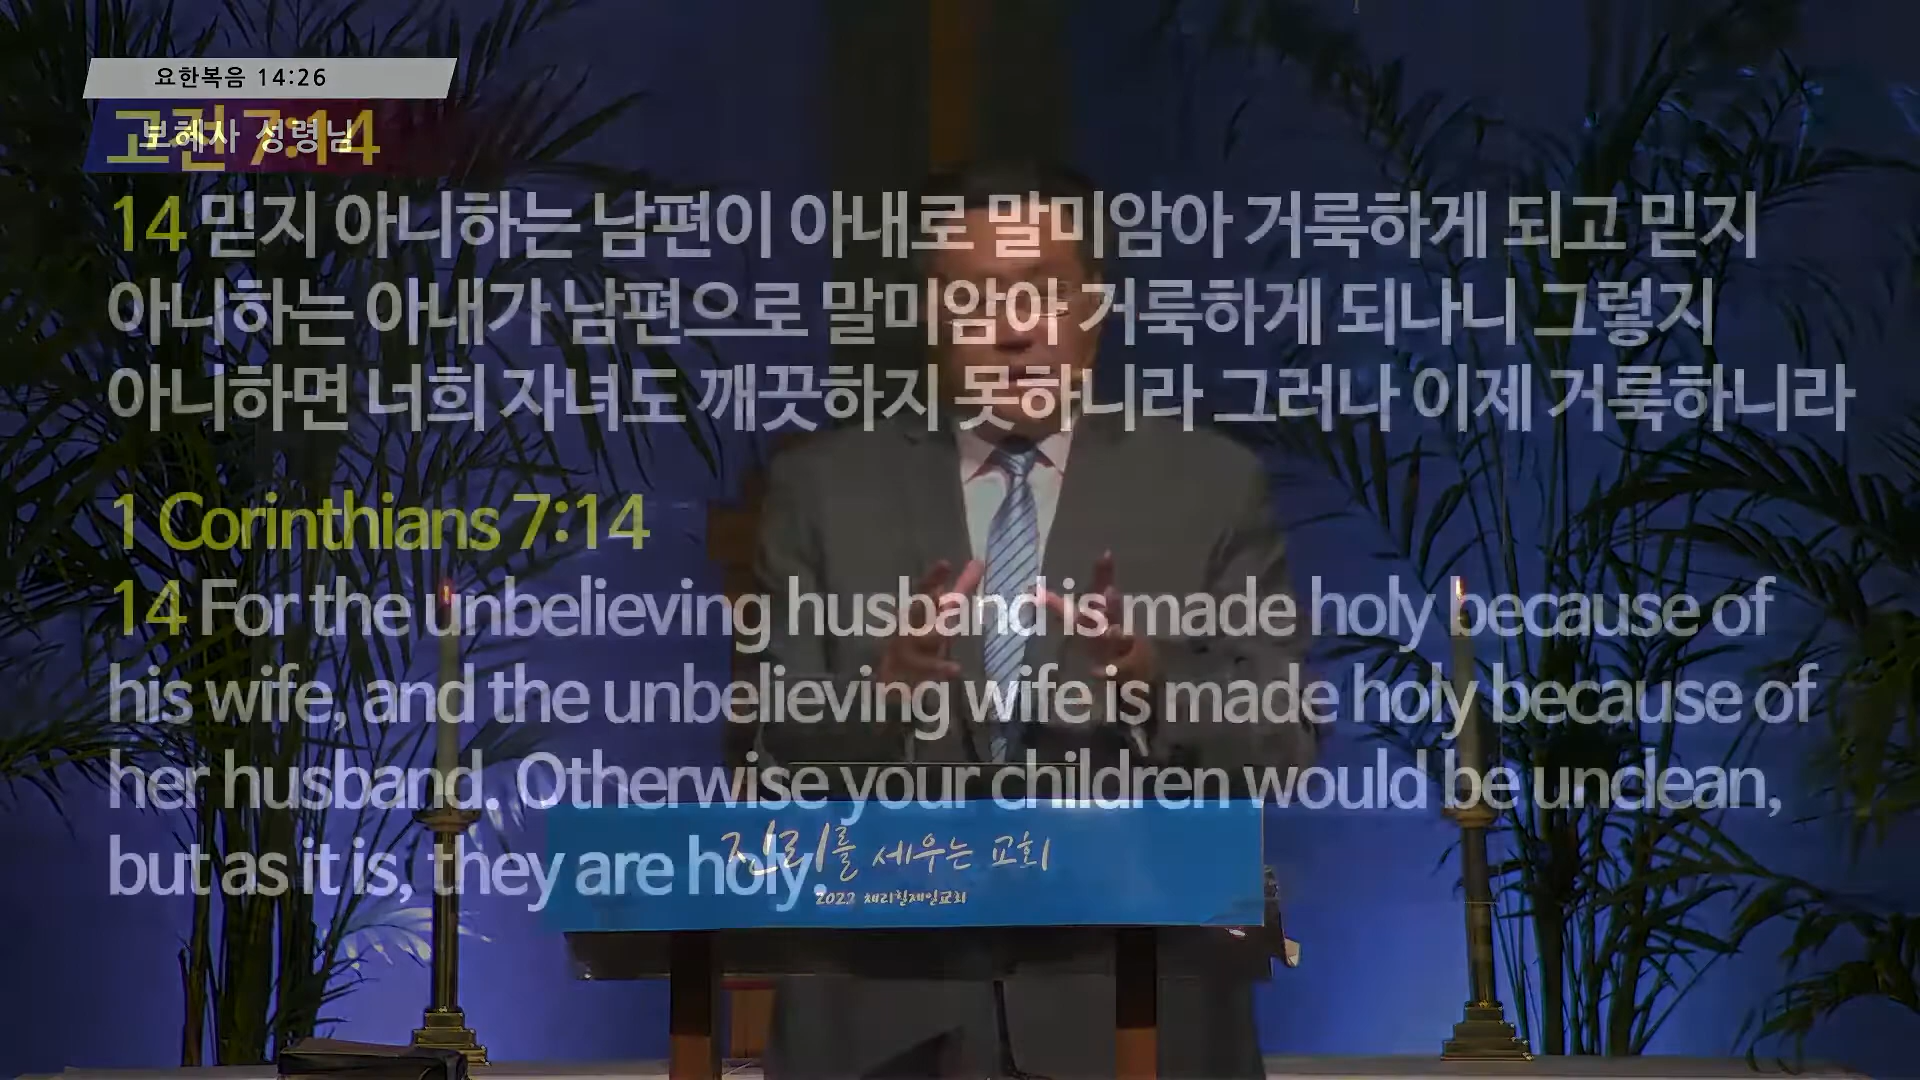 요한복음 14:26
보혜사 성령님
고전 7:14
14 믿지 아니하는 남편이 아내로 말미암아 거룩하게 되고 믿지
아니하는 아내가 남편으로 말미암아 거룩하게 되나니 그렇지
아니하면 너희 자녀도 깨끗하지 못하니라 그러나 이제 거룩하니라
1 Corinthians 7:14
14 For the unbelieving husband is made holy because of
his wife, and the unbelieving wife is made holy because of
her husband. Otherwise your children would be unclean,
but as it is, they are holy.
진리를 세우는 교회
2022 체리힐제일교회